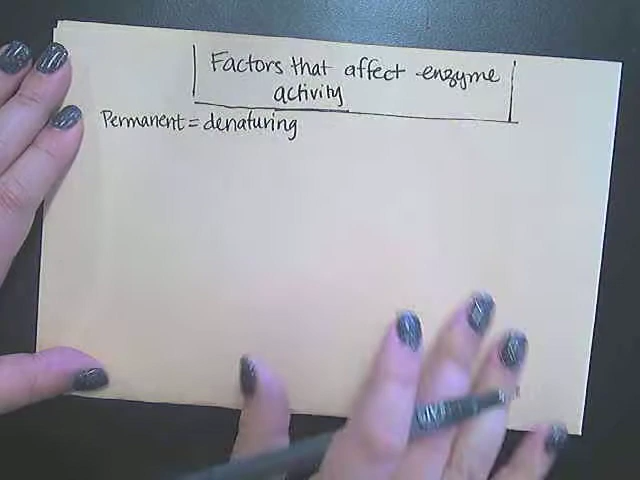 Factors that affect enzyme
activity
Permanent = denaturing